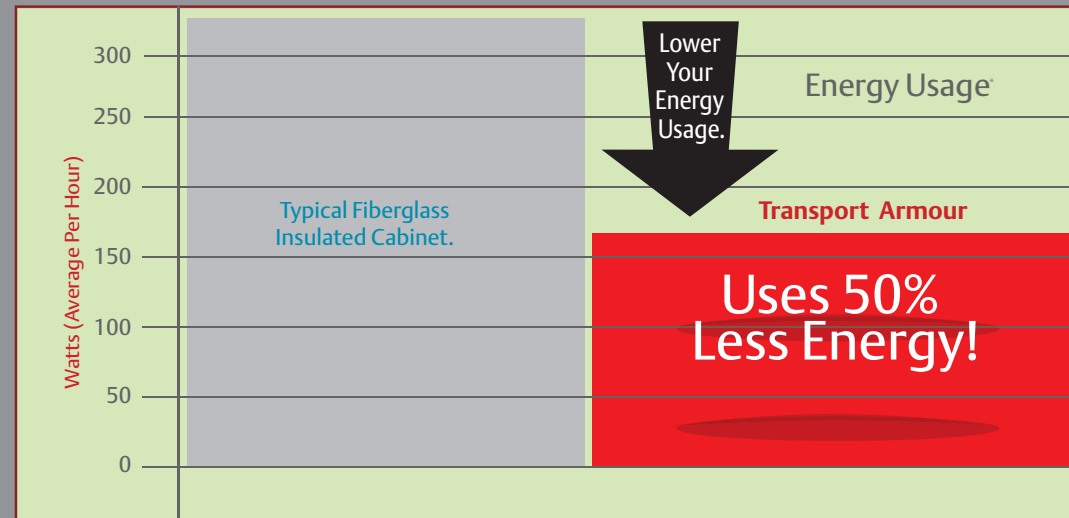 Lower
Your
Energy
Usage.
Energy Usage
300
250
200
150
100
50
0
Watts (Average Per Hour)
Typical Fiberglass
Insulated Cabinet.
Transport Armour
Uses 50%
Less Energy!